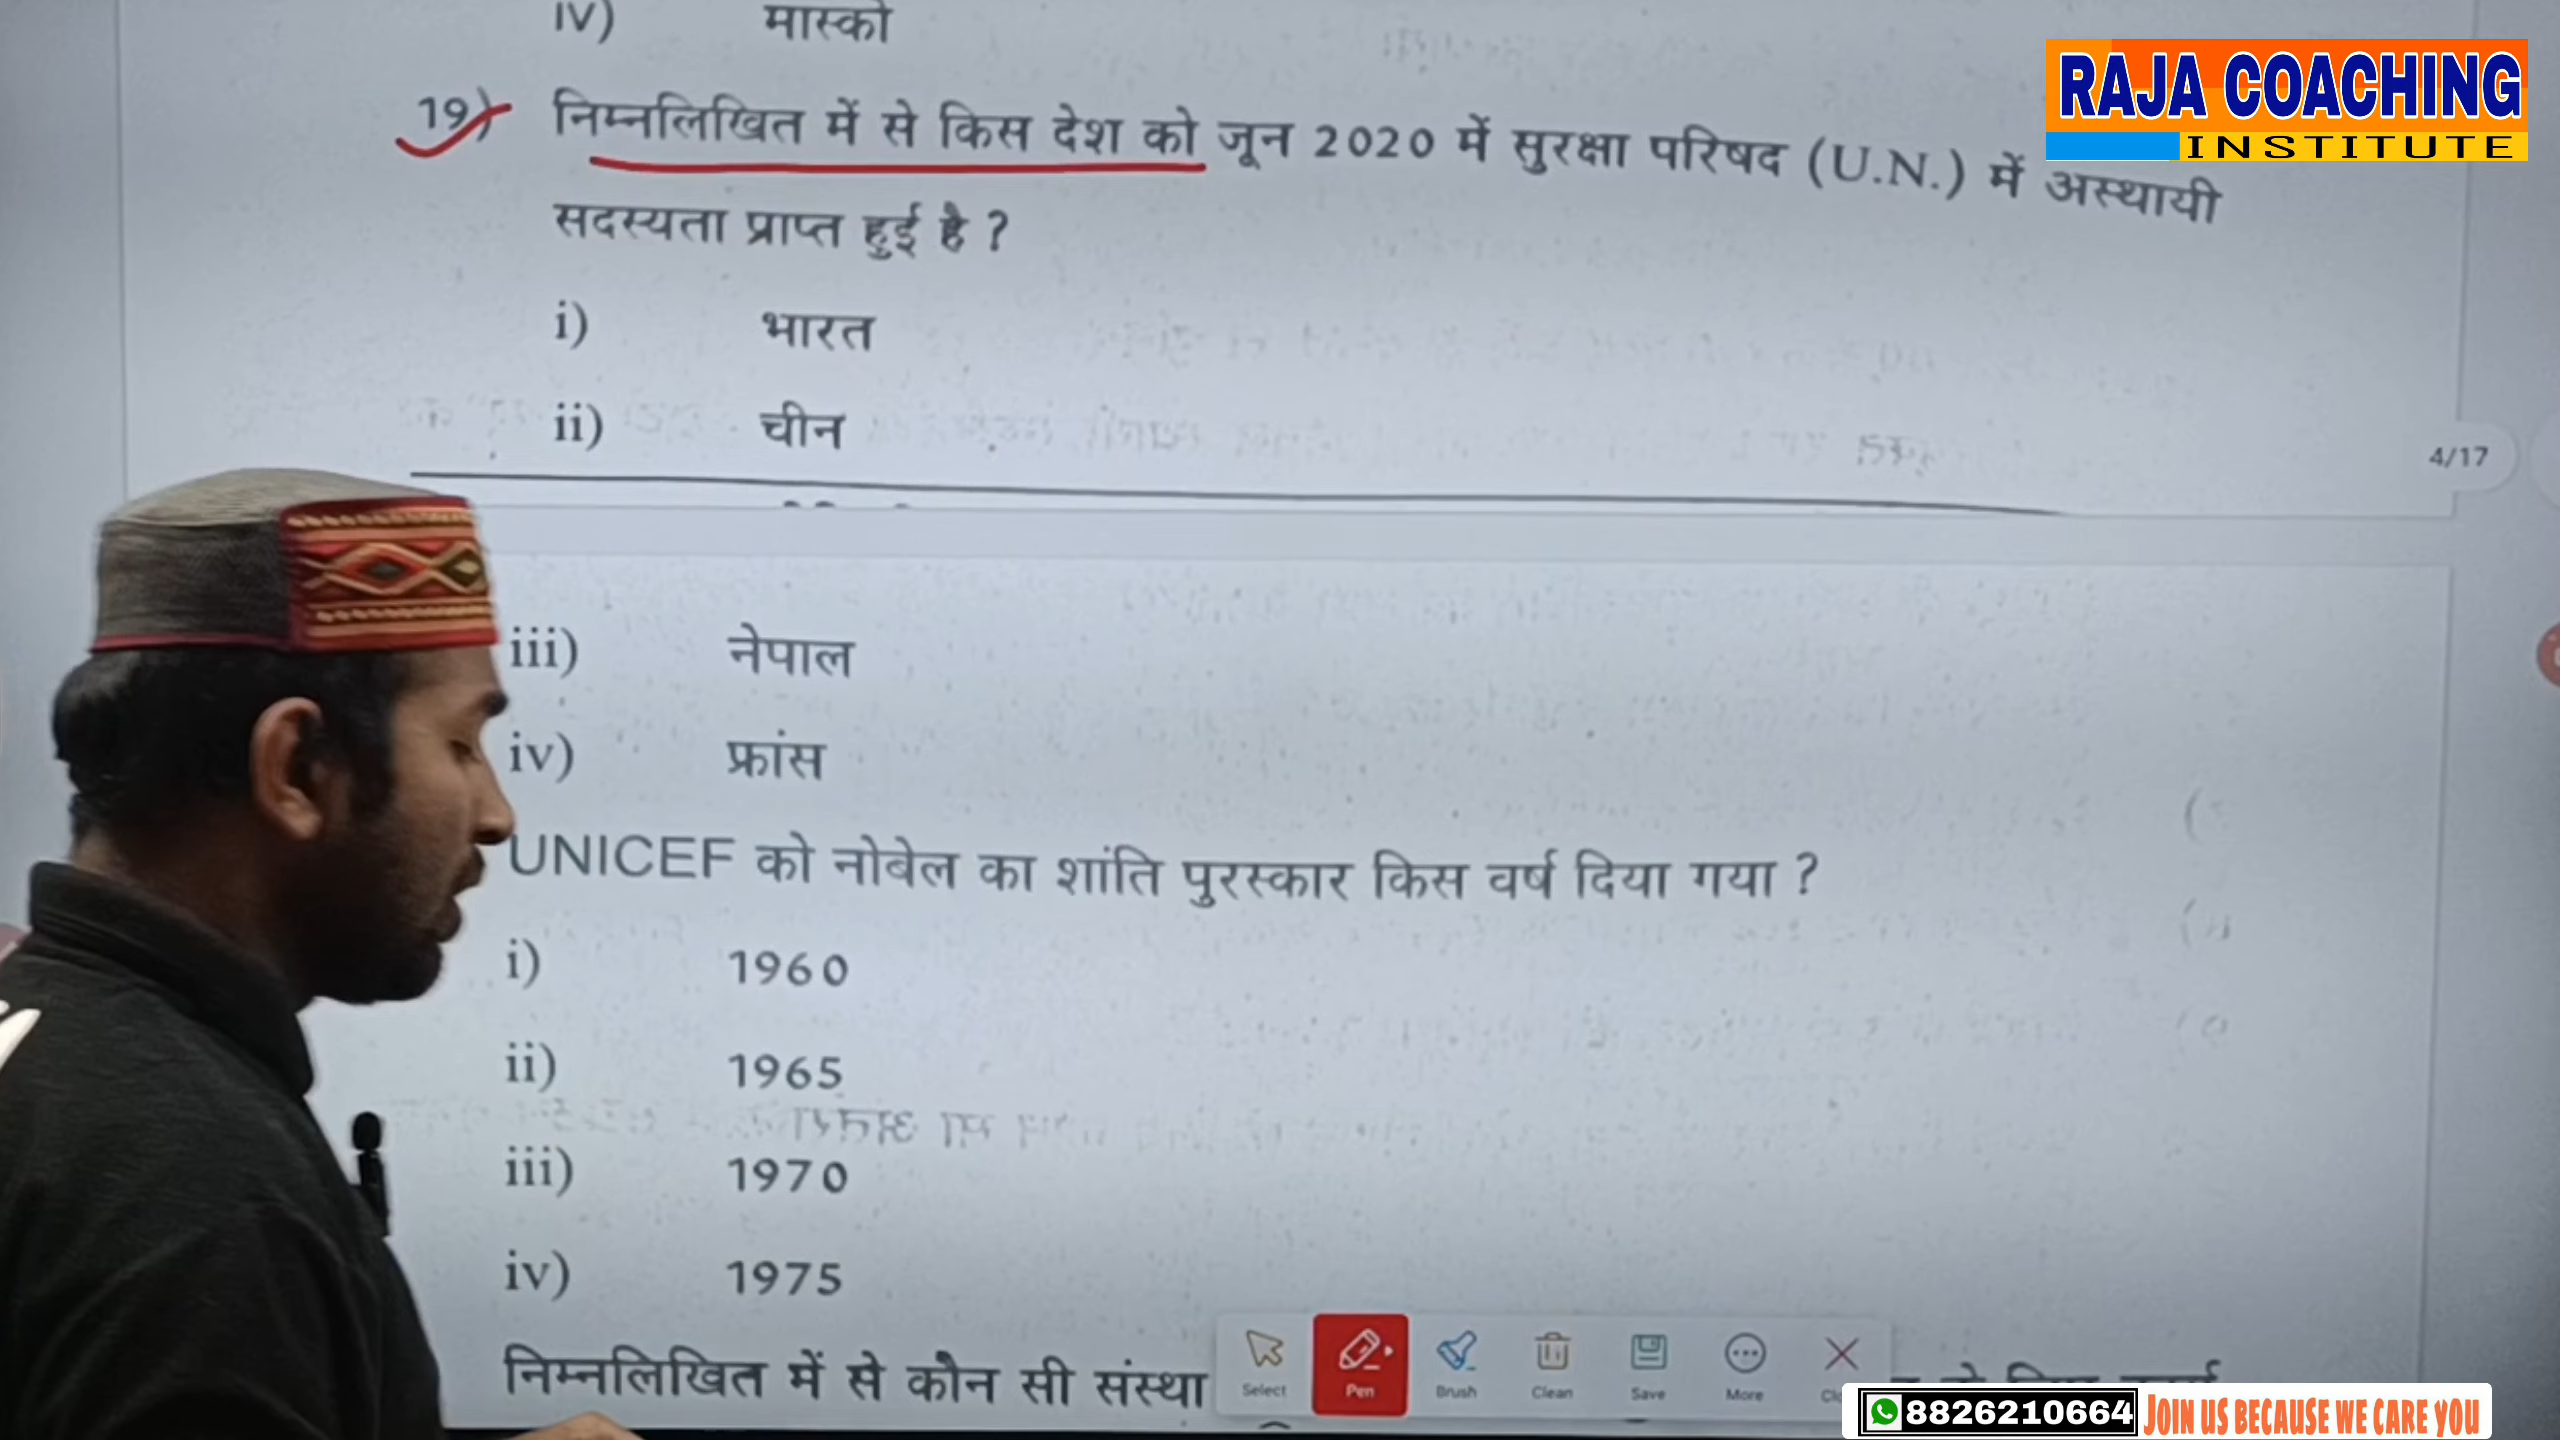 iv) मास्को
RAJA COACHING
INSTITUTE
19) निम्नलिखित में से किस देश को जून 2020 में सुरक्षा परिषद (U.N.) में अस्थायी
सदस्यता प्राप्त हुई है ?
i) भारत
ii) चीन
4/17
iii) नेपाल
iv) फ्रांस
UNICEF को नोबेल का शांति पुरस्कार किस वर्ष दिया गया ?
i) 1960
ii) 1965
iii) 1970
iv) 1975
निम्नलिखित में से कौन सी संस्था
Select Pen Brush Clean Save More
8826210664 JOIN US BECAUSE WE CARE YOU